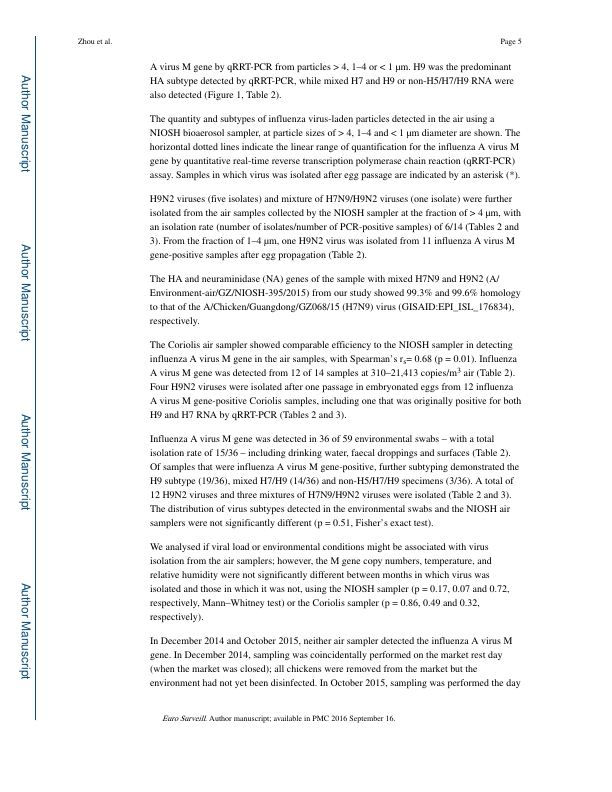 Zhou et al.
Page 5
A virus M gene by qRRT-PCR from particles > 4, 1–4 or < 1 μm. H9 was the predominant
HA subtype detected by qRRT-PCR, while mixed H7 and H9 or non-H5/H7/H9 RNA were
also detected (Figure 1, Table 2).
The quantity and subtypes of influenza virus-laden particles detected in the air using a
NIOSH bioaerosol sampler, at particle sizes of > 4, 1–4 and < 1 μm diameter are shown. The
horizontal dotted lines indicate the linear range of quantification for the influenza A virus M
gene by quantitative real-time reverse transcription polymerase chain reaction (qRRT-PCR)
assay. Samples in which virus was isolated after egg passage are indicated by an asterisk (*).
H9N2 viruses (five isolates) and mixture of H7N9/H9N2 viruses (one isolate) were further
isolated from the air samples collected by the NIOSH sampler at the fraction of > 4 μm, with
an isolation rate (number of isolates/number of PCR-positive samples) of 6/14 (Tables 2 and
3). From the fraction of 1–4 μm, one H9N2 virus was isolated from 11 influenza A virus M
gene-positive samples after egg propagation (Table 2).
The HA and neuraminidase (NA) genes of the sample with mixed H7N9 and H9N2 (A/
Environment-air/GZ/NIOSH-395/2015) from our study showed 99.3% and 99.6% homology
to that of the A/Chicken/Guangdong/GZ068/15 (H7N9) virus (GISAID:EPI_ISL_176834),
respectively.
The Coriolis air sampler showed comparable efficiency to the NIOSH sampler in detecting
influenza A virus M gene in the air samples, with Spearman's rs= 0.68 (p = 0.01). Influenza
A virus M gene was detected from 12 of 14 samples at 310–21,413 copies/m3 air (Table 2).
Four H9N2 viruses were isolated after one passage in embryonated eggs from 12 influenza
A virus M gene-positive Coriolis samples, including one that was originally positive for both
H9 and H7 RNA by qRRT-PCR (Tables 2 and 3).
Influenza A virus M gene was detected in 36 of 59 environmental swabs – with a total
isolation rate of 15/36 – including drinking water, faecal droppings and surfaces (Table 2).
Of samples that were influenza A virus M gene-positive, further subtyping demonstrated the
H9 subtype (19/36), mixed H7/H9 (14/36) and non-H5/H7/H9 specimens (3/36). A total of
12 H9N2 viruses and three mixtures of H7N9/H9N2 viruses were isolated (Table 2 and 3).
The distribution of virus subtypes detected in the environmental swabs and the NIOSH air
samplers were not significantly different (p = 0.51, Fisher's exact test).
We analysed if viral load or environmental conditions might be associated with virus
isolation from the air samplers; however, the M gene copy numbers, temperature, and
relative humidity were not significantly different between months in which virus was
isolated and those in which it was not, using the NIOSH sampler (p = 0.17, 0.07 and 0.72,
respectively, Mann–Whitney test) or the Coriolis sampler (p = 0.86, 0.49 and 0.32,
respectively).
In December 2014 and October 2015, neither air sampler detected the influenza A virus M
gene. In December 2014, sampling was coincidentally performed on the market rest day
(when the market was closed); all chickens were removed from the market but the
environment had not yet been disinfected. In October 2015, sampling was performed the day
Euro Surveill. Author manuscript; available in PMC 2016 September 16.
Author Manuscript
Author Manuscript
Author Manuscript
Author Manuscript